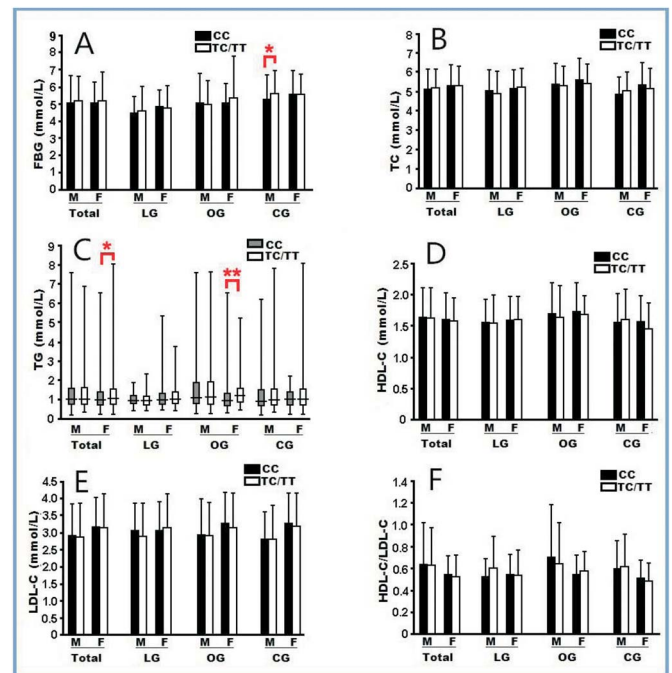 A
CC
TC/TT
*
FBG (mmol/L)
9
8
7
6
5
4
3
2
1
0
M F M F M F M F
Total LG OG CG
B
CC
TC/TT
TC (mmol/L)
9
8
7
6
5
4
3
2
1
0
M F M F M F M F
Total LG OG CG
C
CC
TC/TT
*
**
TG (mmol/L)
9
8
7
6
5
4
3
2
1
0
M F M F M F M F
Total LG OG CG
D
CC
TC/TT
HDL-C (mmol/L)
2.5
2.0
1.5
1.0
0.5
0
M F M F M F M F
Total LG OG CG
E
CC
TC/TT
LDL-C (mmol/L)
4.5
4.0
3.5
3.0
2.5
2.0
1.5
1.0
0.5
0
M F M F M F M F
Total LG OG CG
F
CC
TC/TT
HDL-C/LDL-C
1.4
1.2
1.0
0.8
0.6
0.4
0.2
0
M F M F M F M F
Total LG OG CG